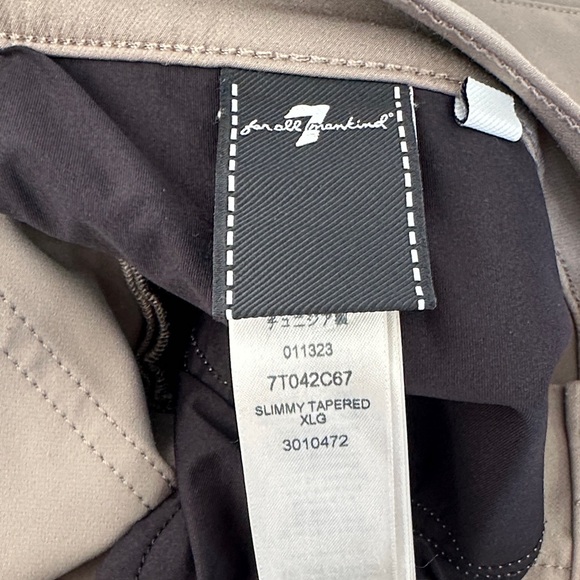 for all 7 mankind®
チュニジア製
011323
7T042C67
SLIMMY TAPERED
XLG
3010472